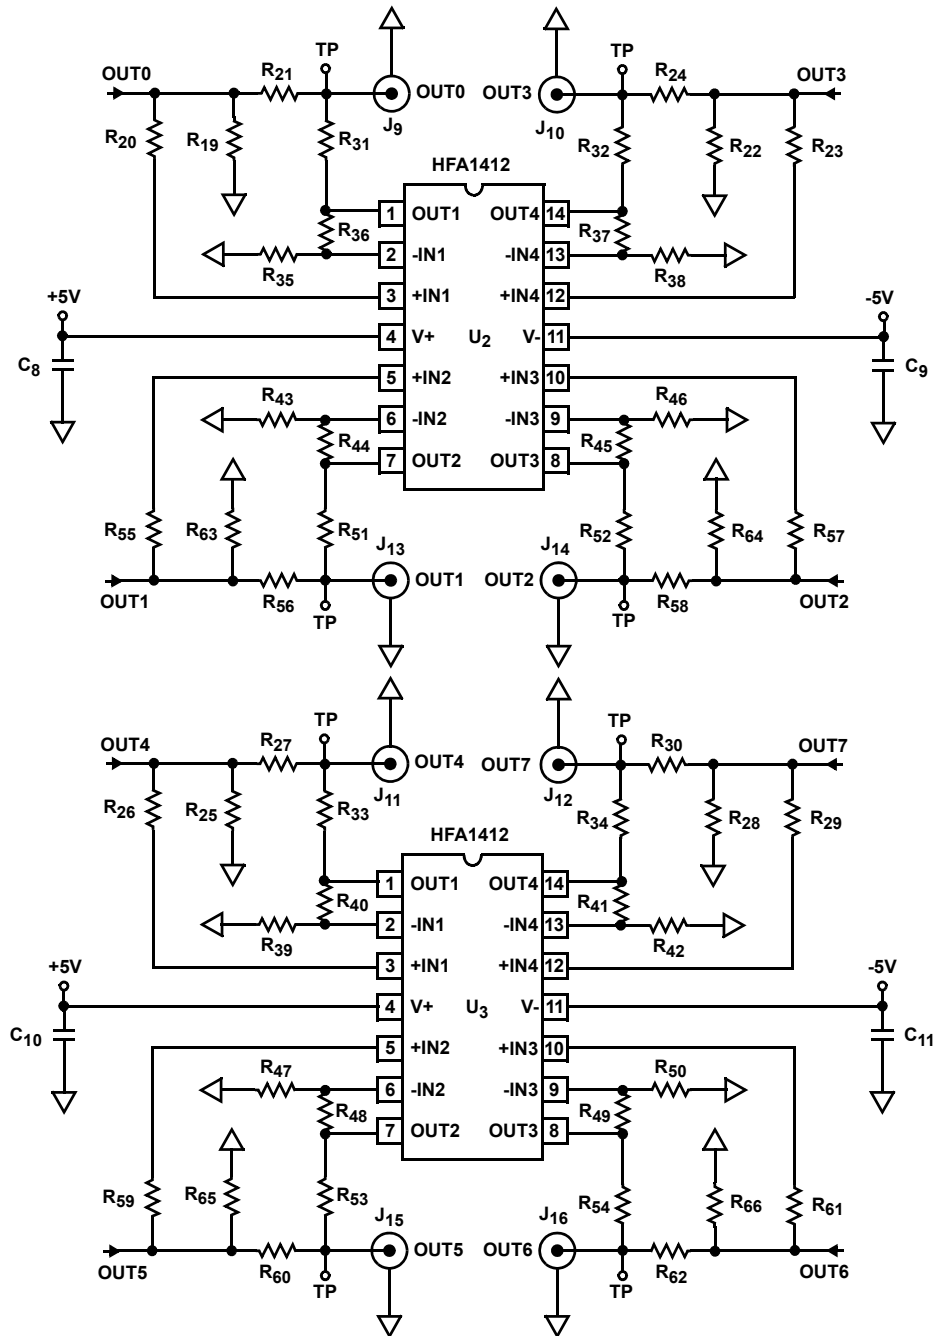 TP TP
OUT0 R21 OUT0 OUT3 R24 OUT3
J9 J10
R20 R19 R31 R32 R22 R23
HFA1412
1 OUT1 OUT4 14
R36 R37
2 -IN1 -IN4 13
R35 R38
3 +IN1 +IN4 12
+5V -5V
4 V+ U2 V- 11
C8 C9
5 +IN2 +IN3 10
R43 R46
6 -IN2 -IN3 9
R44 R45
7 OUT2 OUT3 8
R55 R63 R51 R52 R64 R57
J13 J14
OUT1 OUT2
OUT1 R56 R58 OUT2
TP TP
TP TP
OUT4 R27 OUT4 OUT7 R30 OUT7
J11 J12
R26 R25 R33 R34 R28 R29
HFA1412
1 OUT1 OUT4 14
R40 R41
2 -IN1 -IN4 13
R39 R42
3 +IN1 +IN4 12
+5V -5V
4 V+ U3 V- 11
C10 C11
5 +IN2 +IN3 10
R47 R50
6 -IN2 -IN3 9
R48 R49
7 OUT2 OUT3 8
R59 R65 R53 R54 R66 R61
J15 J16
OUT5 OUT6
OUT5 R60 R62 OUT6
TP TP